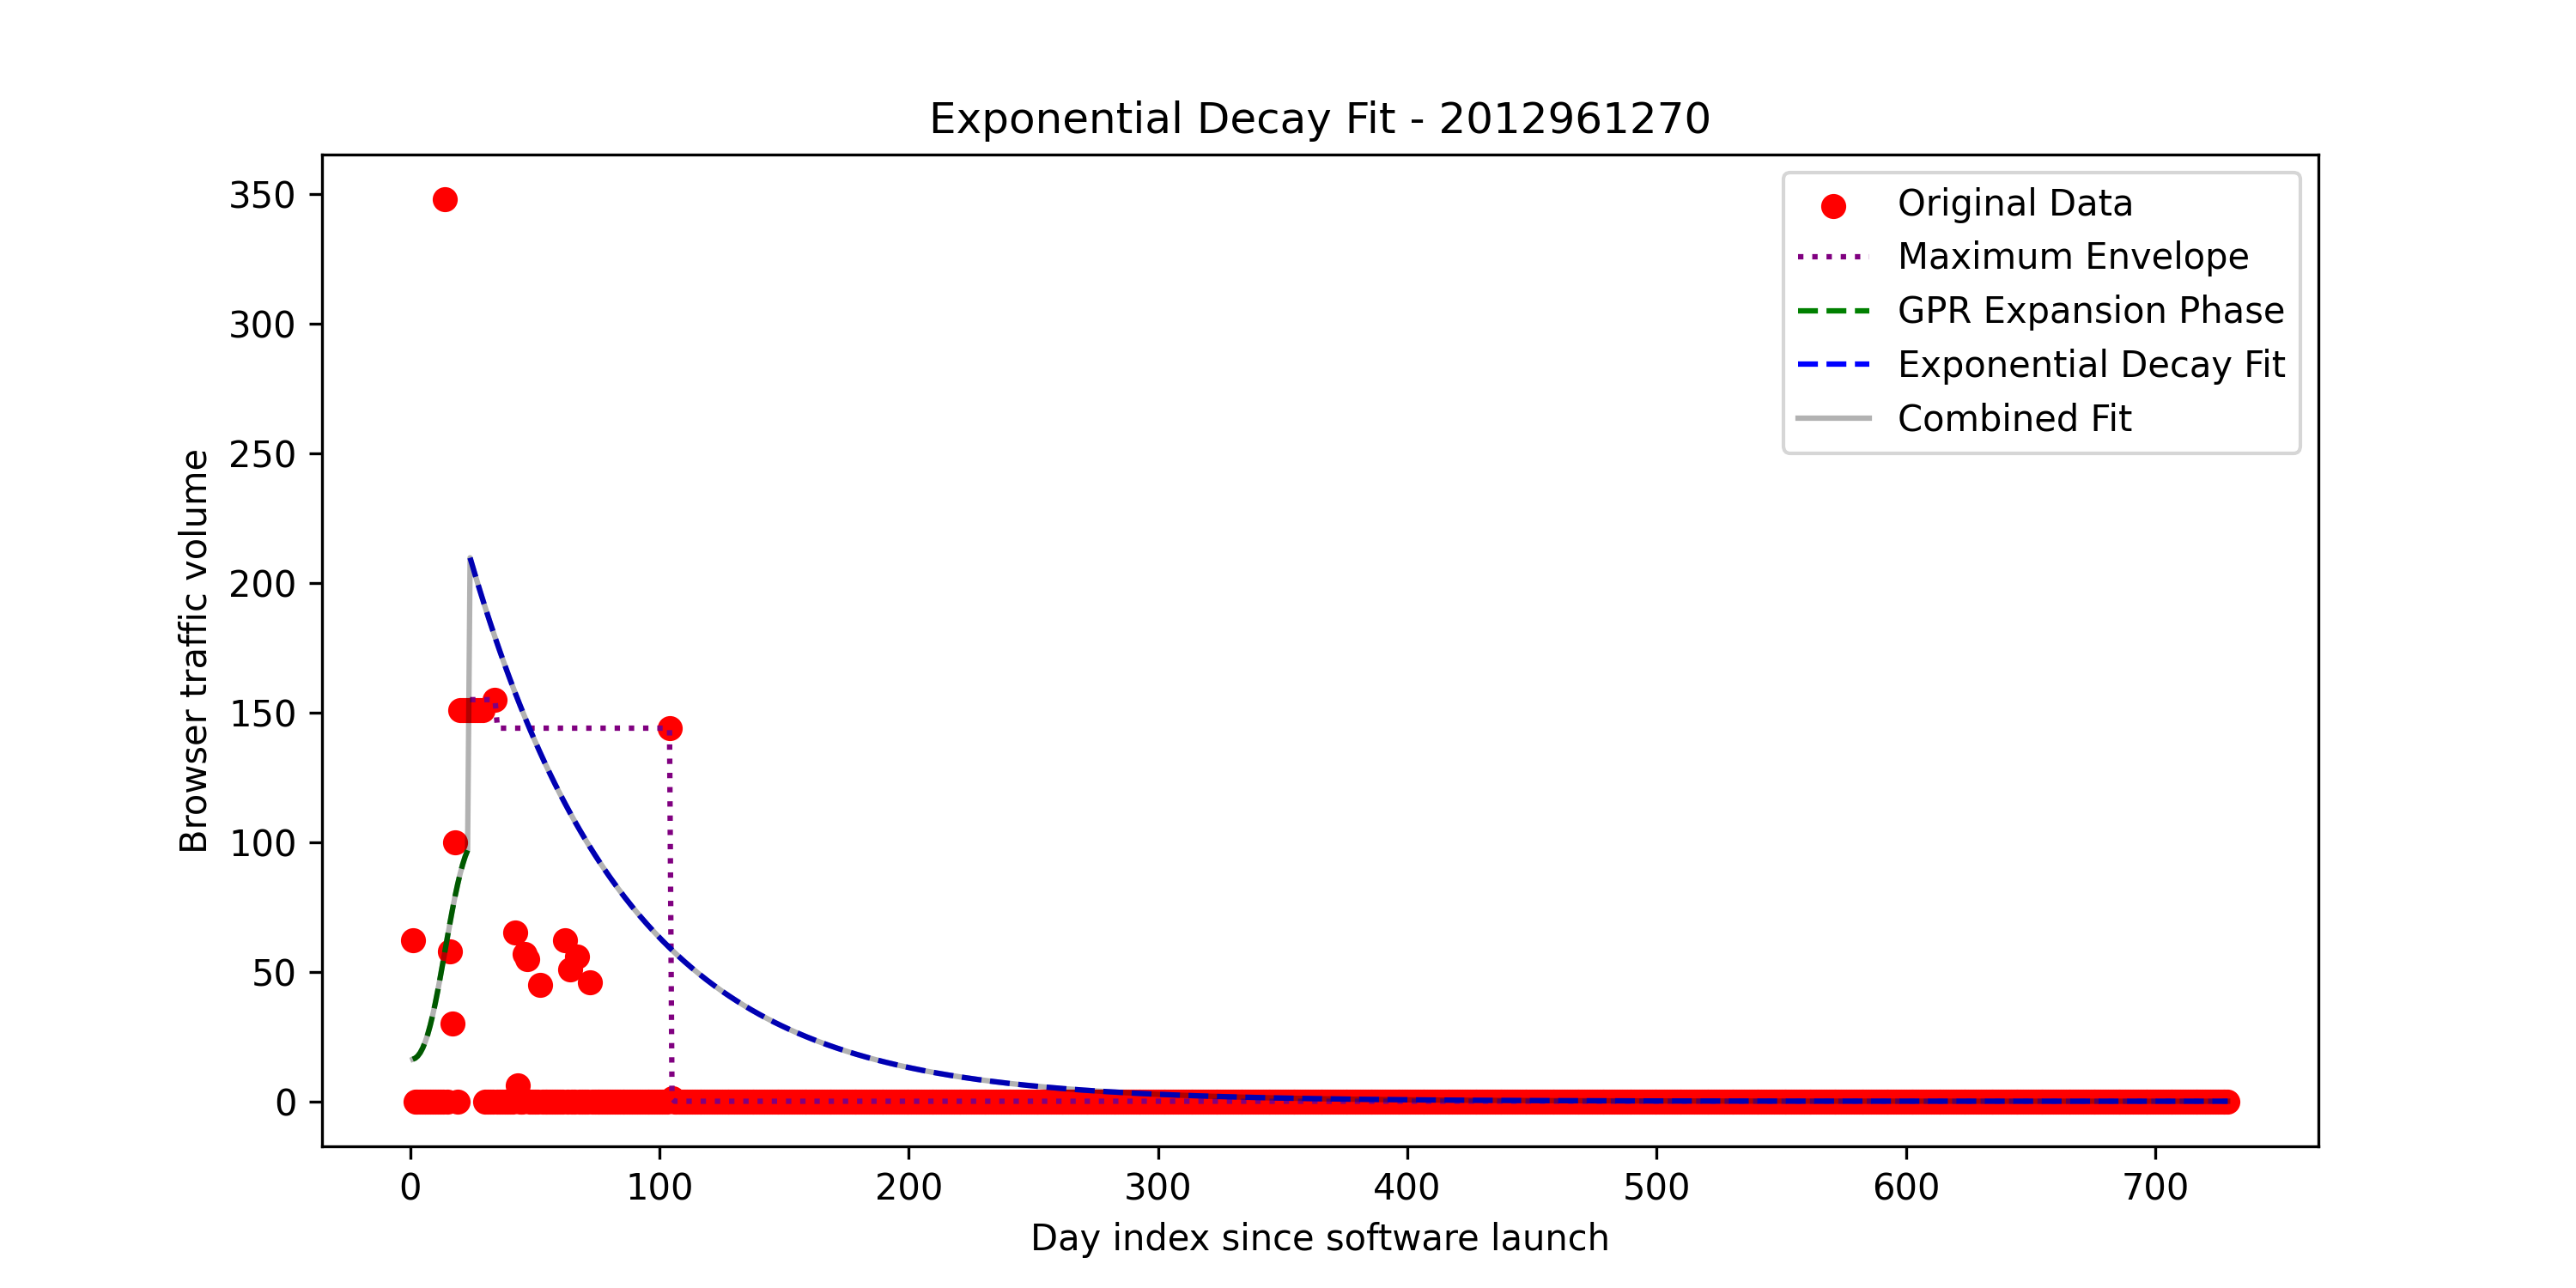 Exponential Decay Fit - 2012961270
Original Data
Maximum Envelope
GPR Expansion Phase
Exponential Decay Fit
Combined Fit
Browser traffic volume
350
300
250
200
150
100
50
0
0 100 200 300 400 500 600 700
Day index since software launch